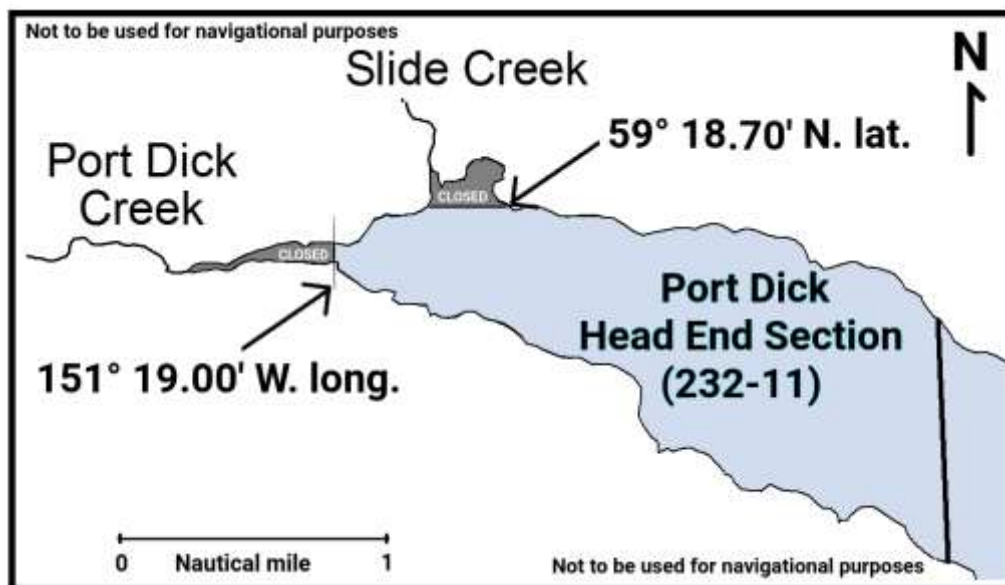 Not to be used for navigational purposes
Slide Creek
N
59° 18.70' N. lat.
Port Dick
Creek
CLOSED
CLOSED
Port Dick
Head End Section
(232-11)
151° 19.00' W. long.
0 Nautical mile 1
Not to be used for navigational purposes